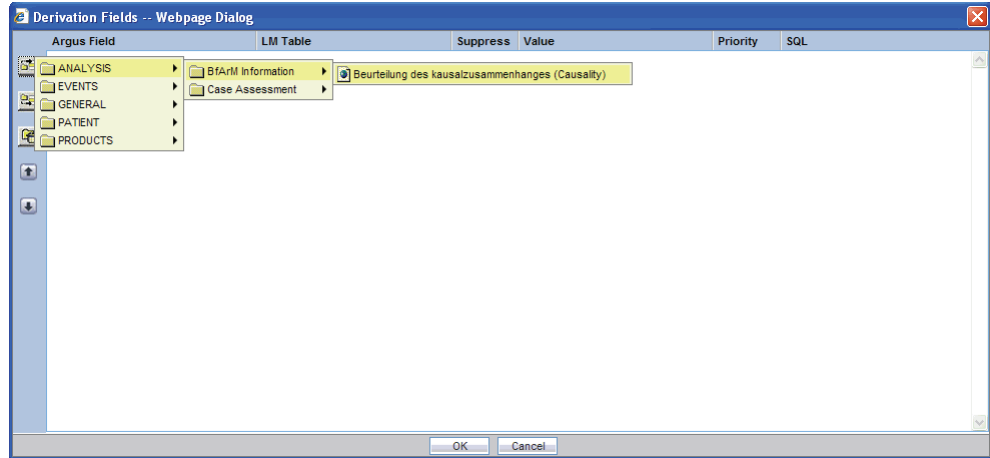 Derivation Fields -- Webpage Dialog
Argus Field LM Table Suppress Value Priority SQL
ANALYSIS BfArM Information Beurteilung des kausalzusammenhanges (Causality)
EVENTS Case Assessment
GENERAL
PATIENT
PRODUCTS
OK Cancel